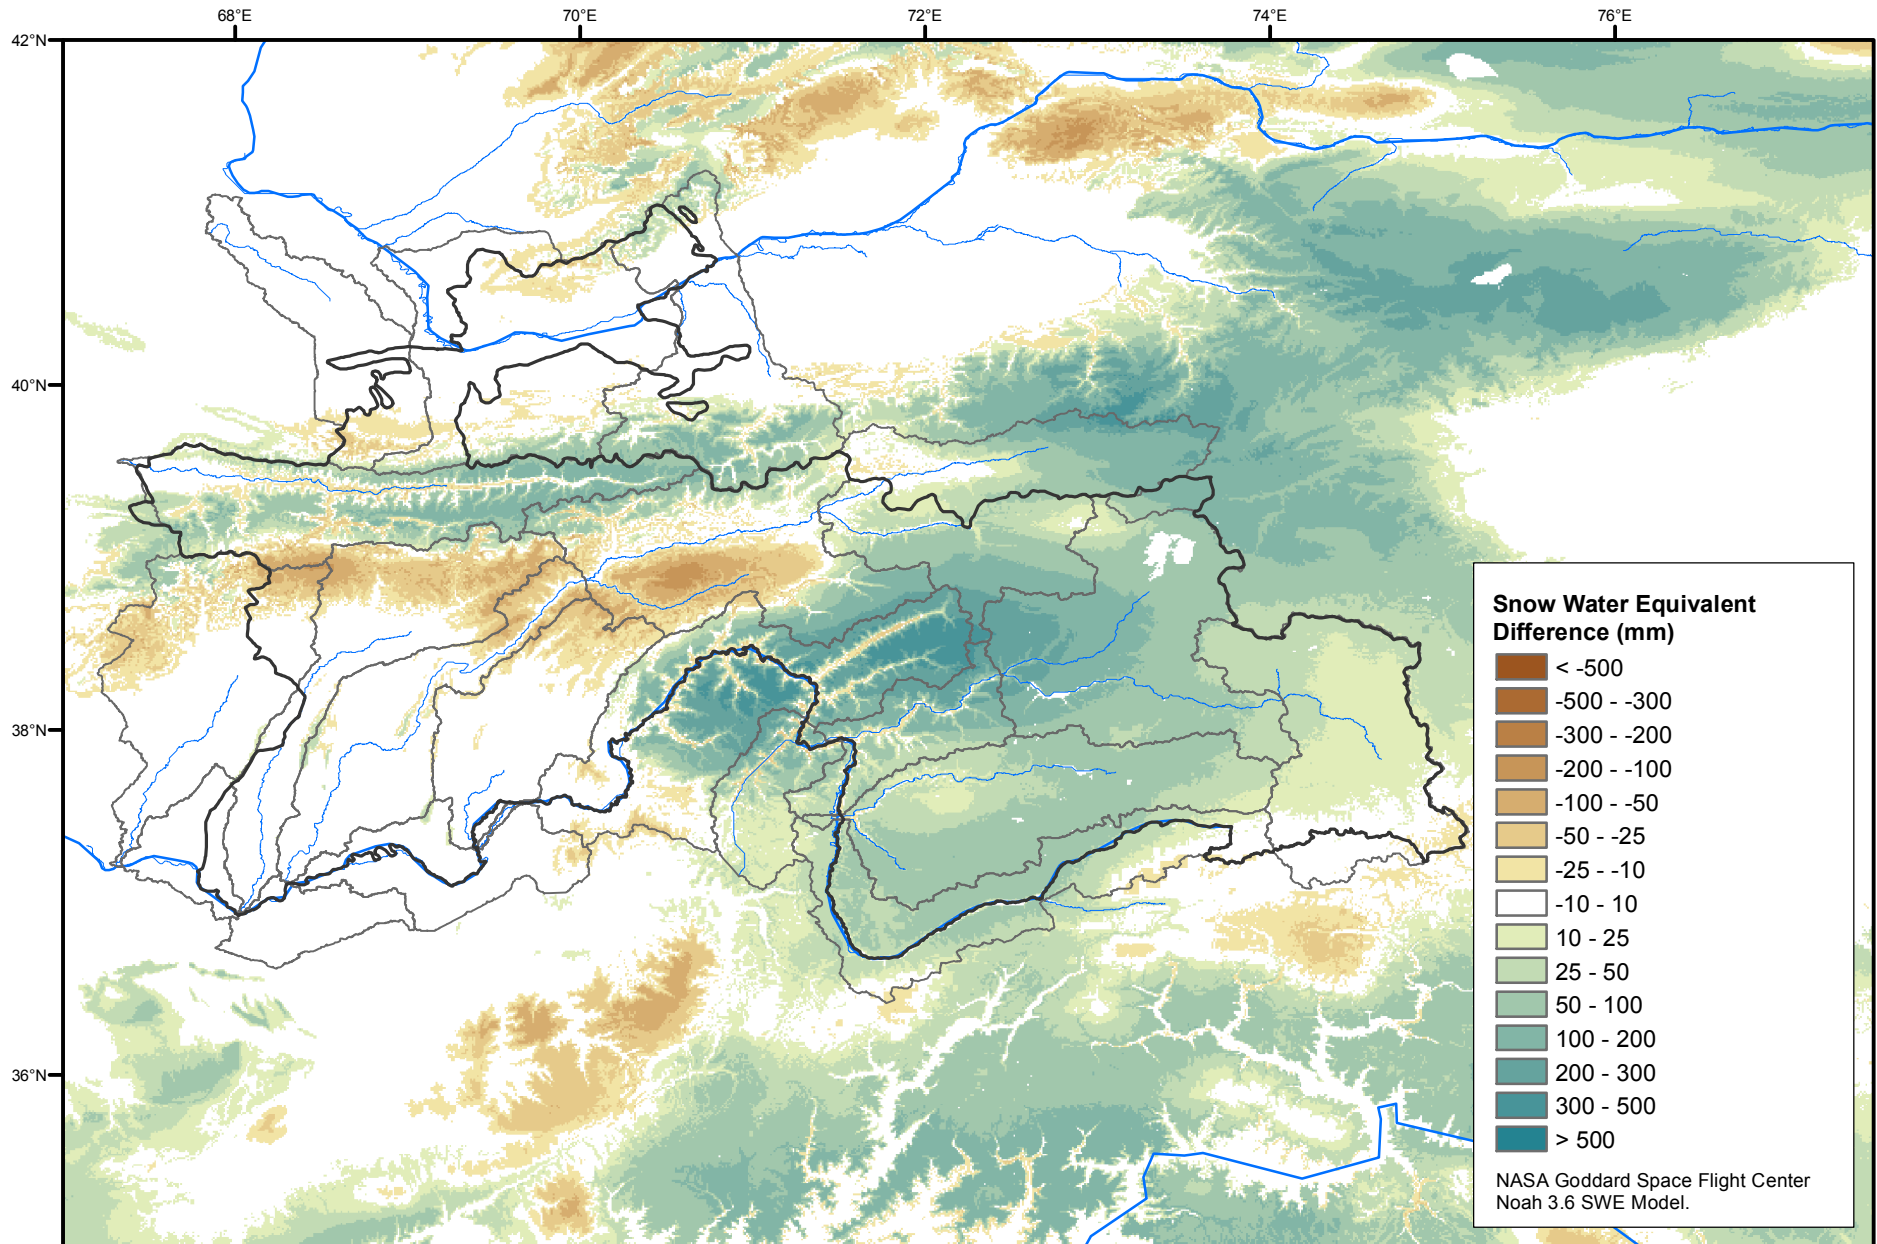 68°E
70°E
72°E
74°E
76°E
42°N
40°N
38°N
36°N
Snow Water Equivalent
Difference (mm)
< -500
-500 - -300
-300 - -200
-200 - -100
-100 - -50
-50 - -25
-25 - -10
-10 - 10
10 - 25
25 - 50
50 - 100
100 - 200
200 - 300
300 - 500
> 500
NASA Goddard Space Flight Center
Noah 3.6 SWE Model.